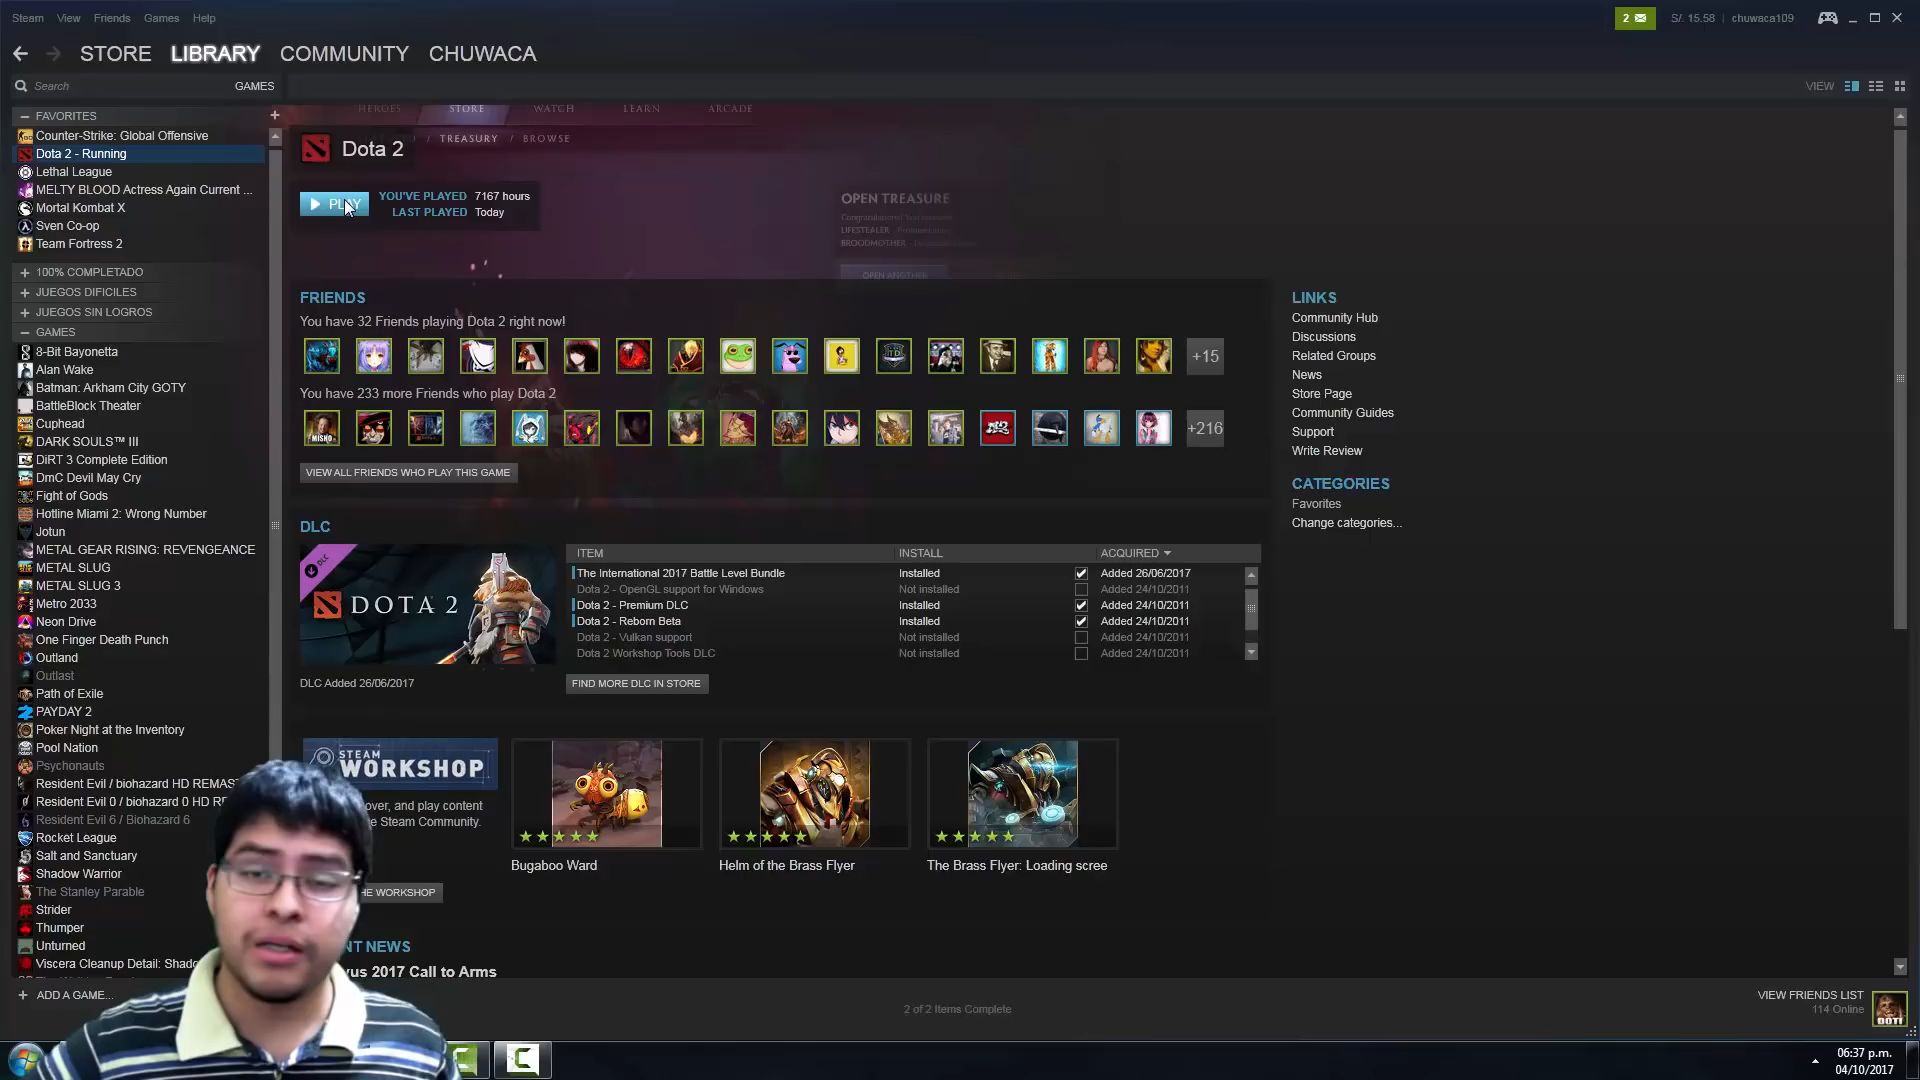 Steam View Friends Games Help
2 S/. 15.58 chuwaca109
STORE LIBRARY COMMUNITY CHUWACA
Search GAMES VIEW
FAVORITES
Counter-Strike: Global Offensive
Dota 2 - Running
Lethal League
MELTY BLOOD Actress Again Current ...
Mortal Kombat X
Sven Co-op
Team Fortress 2
100% COMPLETADO
JUEGOS DIFICILES
JUEGOS SIN LOGROS
GAMES
8-Bit Bayonetta
Alan Wake
Batman: Arkham City GOTY
BattleBlock Theater
Cuphead
DARK SOULS™ III
DiRT 3 Complete Edition
DmC Devil May Cry
Fight of Gods
Hotline Miami 2: Wrong Number
Jotun
METAL GEAR RISING: REVENGEANCE
METAL SLUG
METAL SLUG 3
Metro 2033
Neon Drive
One Finger Death Punch
Outland
Outlast
Path of Exile
PAYDAY 2
Poker Night at the Inventory
Pool Nation
Psychonauts
Resident Evil / biohazard HD REMAS
Resident Evil 0 / biohazard 0 HD RE
Resident Evil 6 / Biohazard 6
Rocket League
Salt and Sanctuary
Shadow Warrior
The Stanley Parable
Strider
Thumper
Unturned
Viscera Cleanup Detail: Shado
ADD A GAME...
HEROES STORE WATCH LEARN ARCADE
/ TREASURY / BROWSE
Dota 2
PLAY
YOU'VE PLAYED 7167 hours
LAST PLAYED Today
OPEN TREASURE
LIFESTEALER
BROODMOTHER
OPEN ANOTHER
FRIENDS
You have 32 Friends playing Dota 2 right now!
+15
You have 233 more Friends who play Dota 2
MISHO
+216
VIEW ALL FRIENDS WHO PLAY THIS GAME
DLC
DLC
DOTA 2
DLC Added 26/06/2017
ITEM INSTALL ACQUIRED
The International 2017 Battle Level Bundle Installed Added 26/06/2017
Dota 2 - OpenGL support for Windows Not installed Added 24/10/2011
Dota 2 - Premium DLC Installed Added 24/10/2011
Dota 2 - Reborn Beta Installed Added 24/10/2011
Dota 2 - Vulkan support Not installed Added 24/10/2011
Dota 2 Workshop Tools DLC Not installed Added 24/10/2011
FIND MORE DLC IN STORE
STEAM
WORKSHOP
over, and play content
e Steam Community.
HE WORKSHOP
Bugaboo Ward
Helm of the Brass Flyer
The Brass Flyer: Loading scree
NT NEWS
vus 2017 Call to Arms
LINKS
Community Hub
Discussions
Related Groups
News
Store Page
Community Guides
Support
Write Review
CATEGORIES
Favorites
Change categories...
2 of 2 Items Complete
VIEW FRIENDS LIST
114 Online
DOTI
06:37 p.m.
04/10/2017